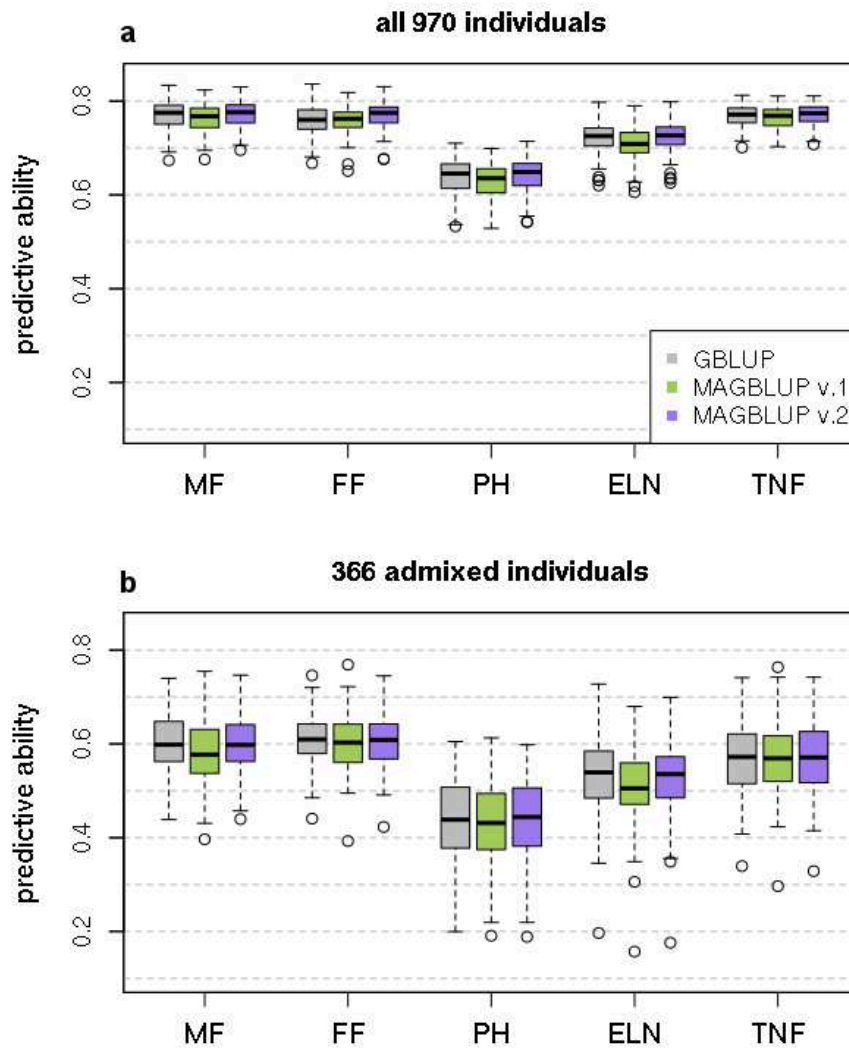 a
all 970 individuals
predictive ability
0.8
0.6
0.4
0.2
GBLUP
MAGBLUP v.1
MAGBLUP v.2
MF FF PH ELN TNF
b
366 admixed individuals
predictive ability
0.8
0.6
0.4
0.2
MF FF PH ELN TNF